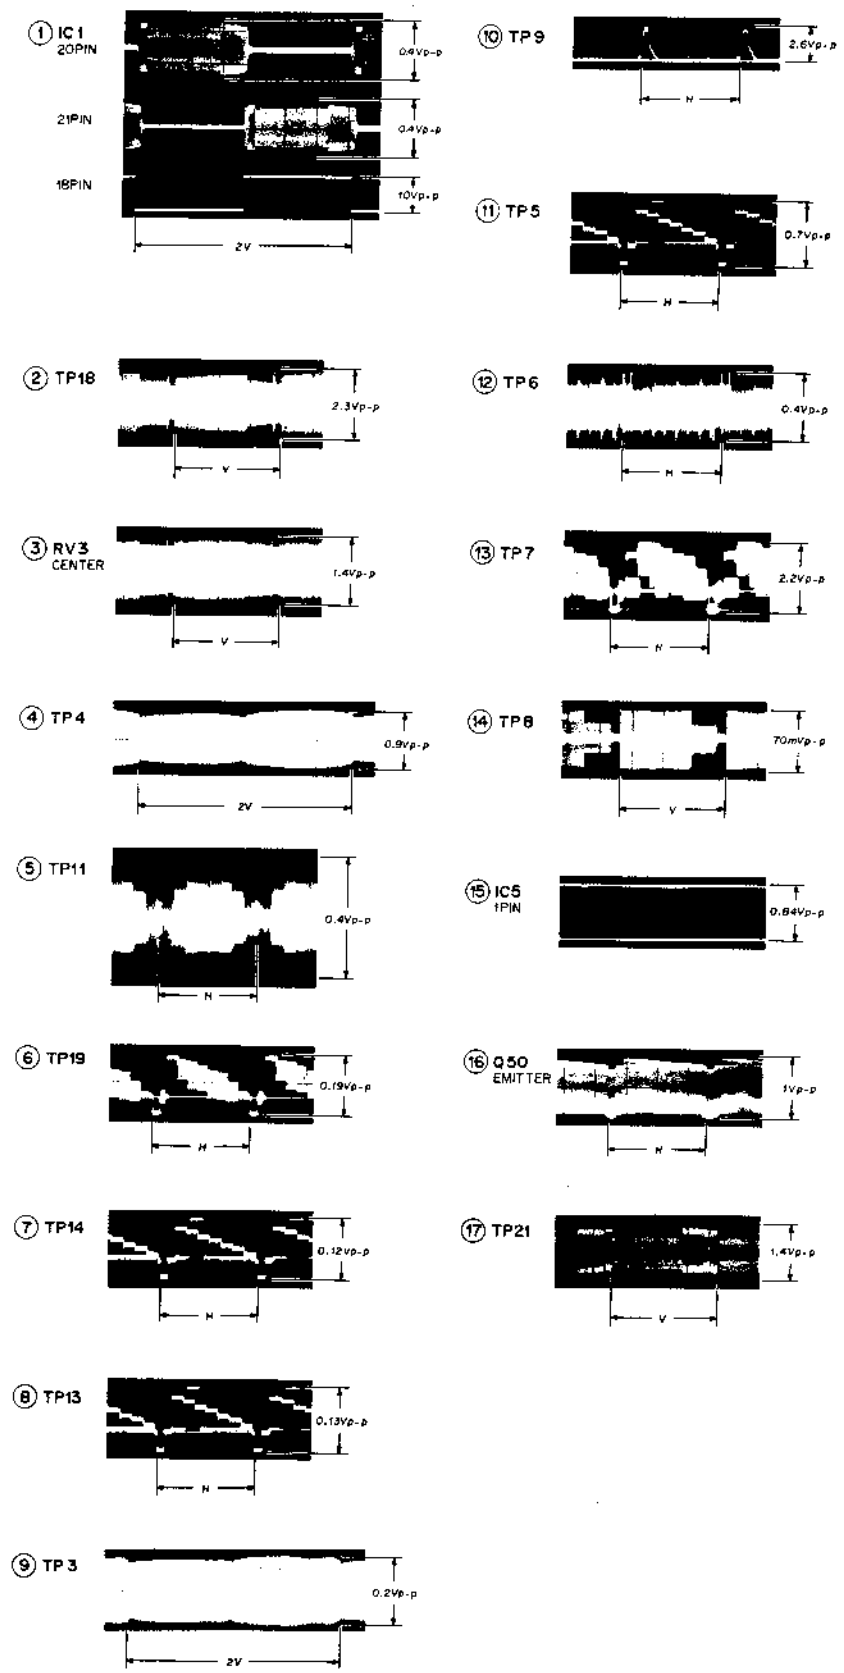 ① IC1
20PIN
0.4Vp-p
21PIN
0.4Vp-p
18PIN
10Vp-p
2V
② TP18
2.3Vp-p
V
③ RV3
CENTER
1.4Vp-p
V
④ TP4
0.9Vp-p
2V
⑤ TP11
0.4Vp-p
H
⑥ TP19
0.19Vp-p
H
⑦ TP14
0.12Vp-p
H
⑧ TP13
0.13Vp-p
H
⑨ TP3
0.2Vp-p
2V
⑩ TP9
2.6Vp-p
H
⑪ TP5
0.7Vp-p
H
⑫ TP6
0.4Vp-p
H
⑬ TP7
2.2Vp-p
H
⑭ TP8
70mVp-p
V
⑮ IC5
1PIN
0.84Vp-p
⑯ Q50
EMITTER
1Vp-p
H
⑰ TP21
1.4Vp-p
V